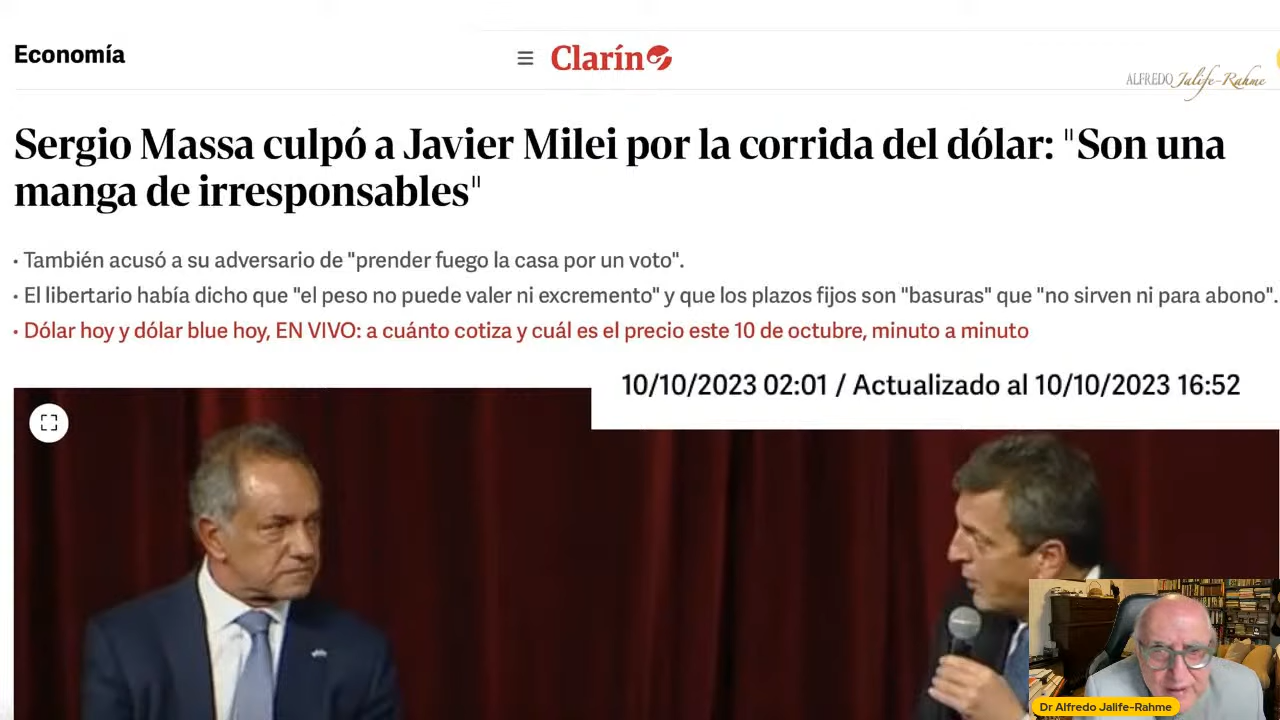 Economía
Clarín
ALFREDO Jalife-Rahme
Sergio Massa culpó a Javier Milei por la corrida del dólar: "Son una
manga de irresponsables"
• También acusó a su adversario de "prender fuego la casa por un voto".
• El libertario había dicho que "el peso no puede valer ni excremento" y que los plazos fijos son "basuras" que "no sirven ni para abono".
• Dólar hoy y dólar blue hoy, EN VIVO: a cuánto cotiza y cuál es el precio este 10 de octubre, minuto a minuto
10/10/2023 02:01 / Actualizado al 10/10/2023 16:52
Dr Alfredo Jalife-Rahme